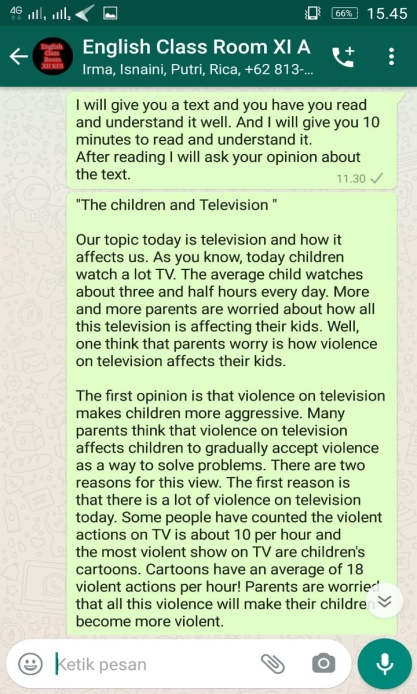 4G 66% 15.45
English Class Room XI KEI
English Class Room XI A
Irma, Isnaini, Putri, Rica, +62 813-...
I will give you a text and you have you read
and understand it well. And I will give you 10
minutes to read and understand it.
After reading I will ask your opinion about
the text.
11.30
"The children and Television "
Our topic today is television and how it
affects us. As you know, today children
watch a lot TV. The average child watches
about three and half hours every day. More
and more parents are worried about how all
this television is affecting their kids. Well,
one think that parents worry is how violence
on television affects their kids.
The first opinion is that violence on television
makes children more aggressive. Many
parents think that violence on television
affects children to gradually accept violence
as a way to solve problems. There are two
reasons for this view. The first reason is
that there is a lot of violence on television
today. Some people have counted the violent
actions on TV is about 10 per hour and
the most violent show on TV are children's
cartoons. Cartoons have an average of 18
violent actions per hour! Parents are worried
that all this violence will make their children
become more violent.
Ketik pesan